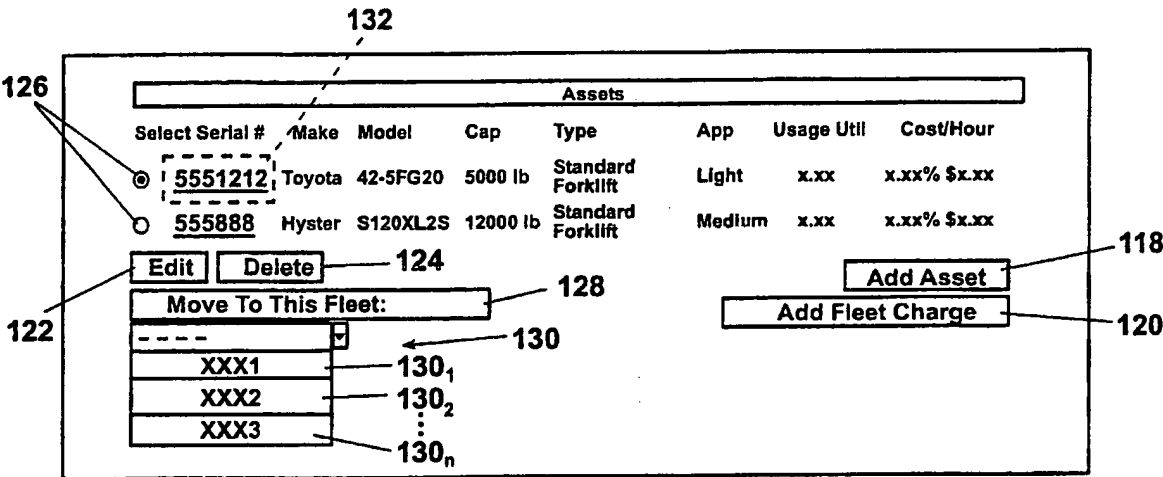 132
126
Assets
Select Serial # Make Model Cap Type App Usage Util Cost/Hour
5551212 Toyota 42-5FG20 5000 lb Standard Forklift Light x.xx x.xx% $x.xx
555888 Hyster S120XL2S 12000 lb Standard Forklift Medium x.xx x.xx% $x.xx
Edit Delete 124 Add Asset 118
122 Move To This Fleet: 128 Add Fleet Charge 120
- - - - - 130
XXX1 130₁
XXX2 130₂
XXX3 130ₙ